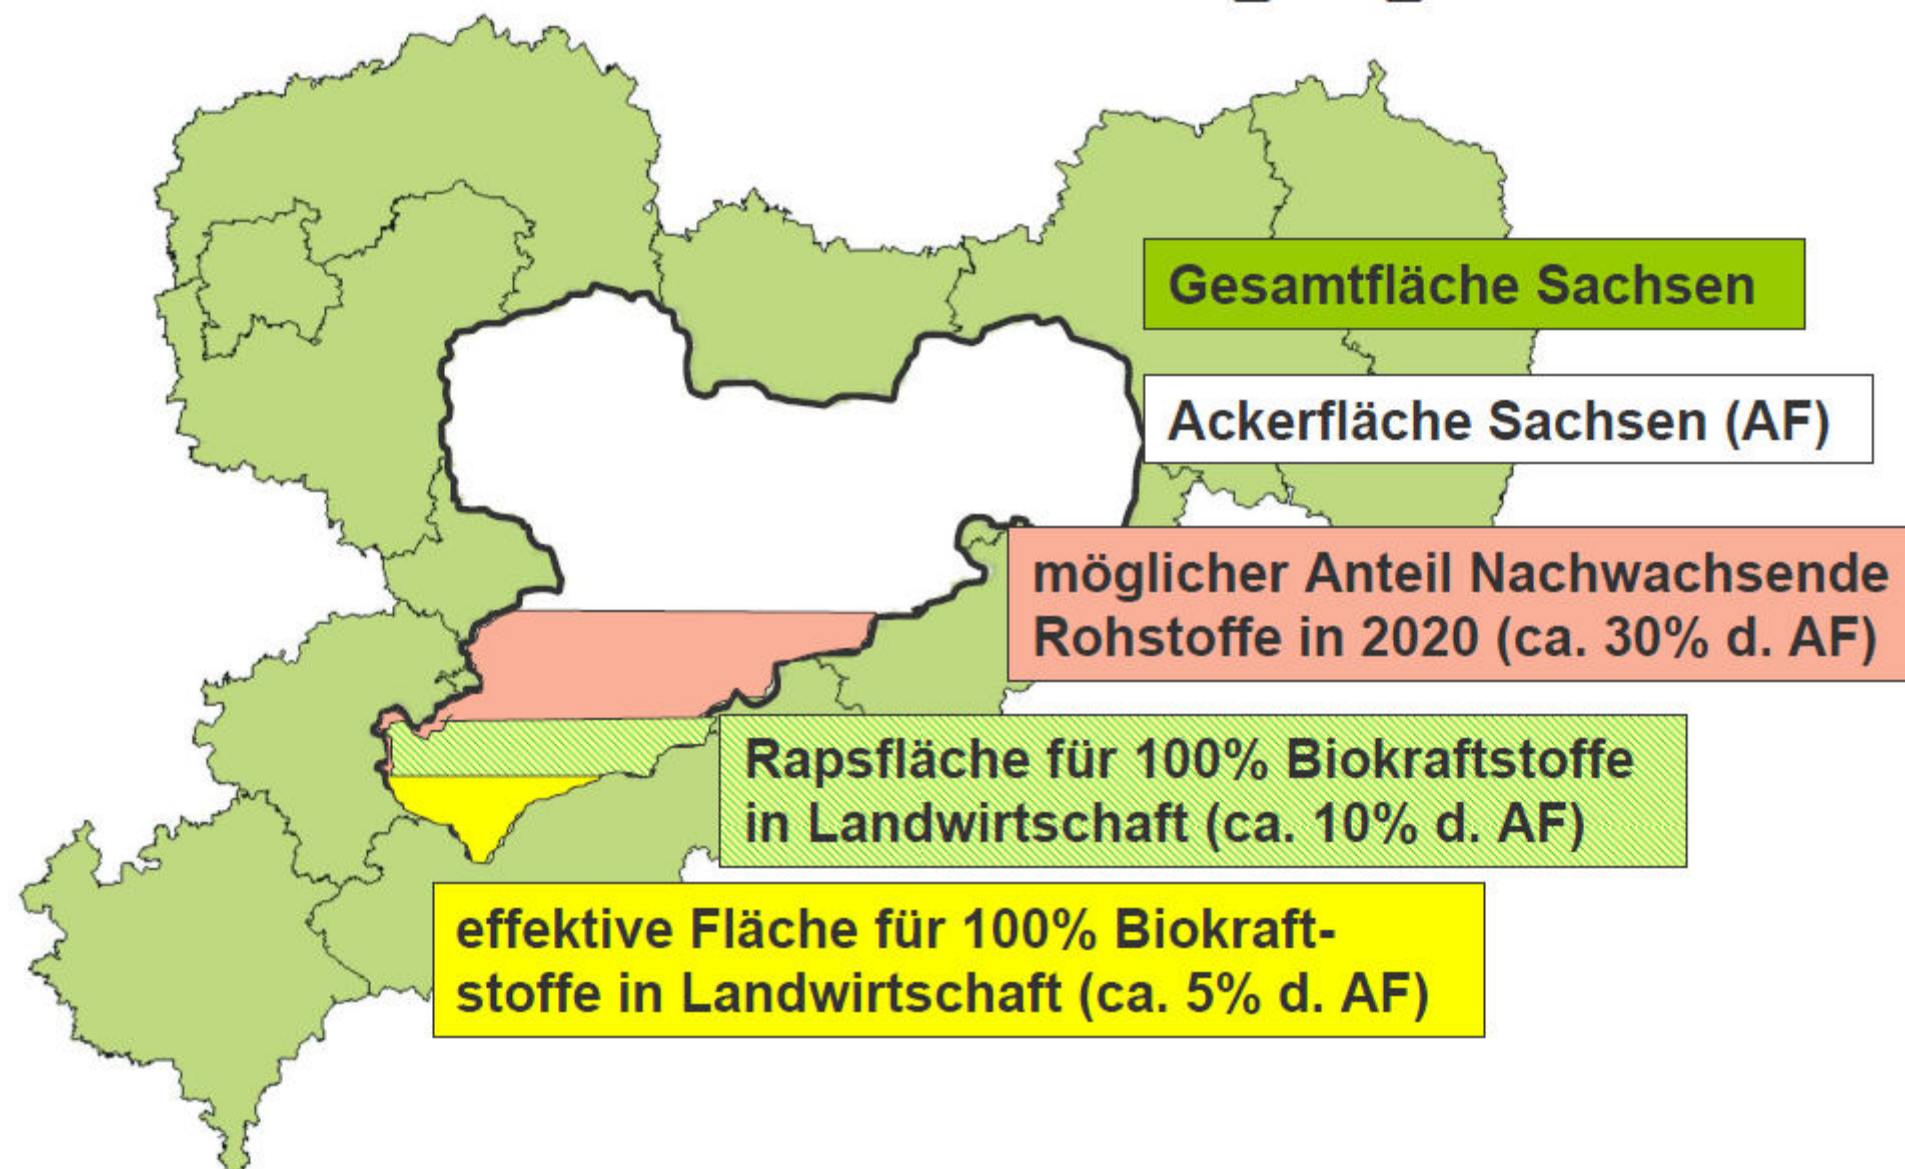 Gesamtfläche Sachsen
Ackerfläche Sachsen (AF)
möglicher Anteil Nachwachsende
Rohstoffe in 2020 (ca. 30% d. AF)
Rapsfläche für 100% Biokraftstoffe
in Landwirtschaft (ca. 10% d. AF)
effektive Fläche für 100% Biokraft-
stoffe in Landwirtschaft (ca. 5% d. AF)